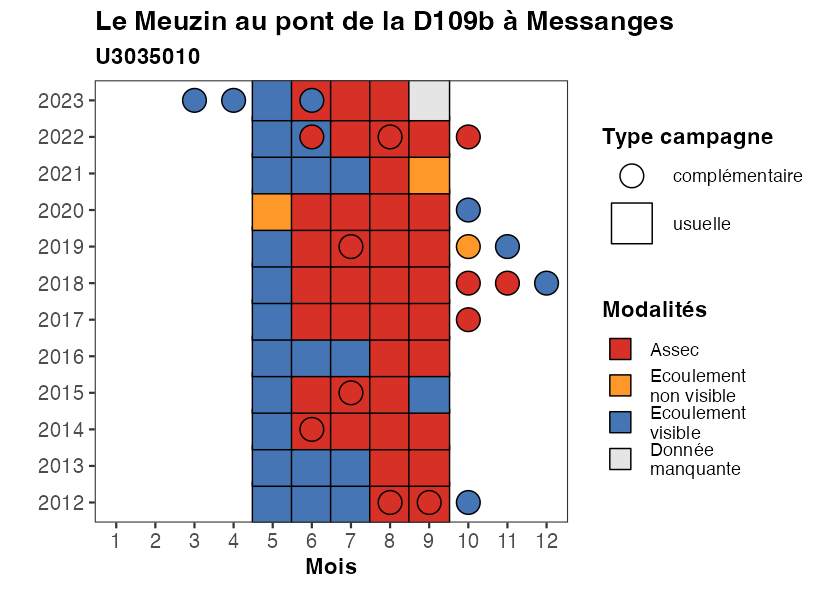 Le Meuzin au pont de la D109b à Messanges
U3035010
2023
2022
2021
2020
2019
2018
2017
2016
2015
2014
2013
2012
1 2 3 4 5 6 7 8 9 10 11 12
Mois
Type campagne
complémentaire
usuelle
Modalités
Assec
Ecoulement
non visible
Ecoulement
visible
Donnée
manquante